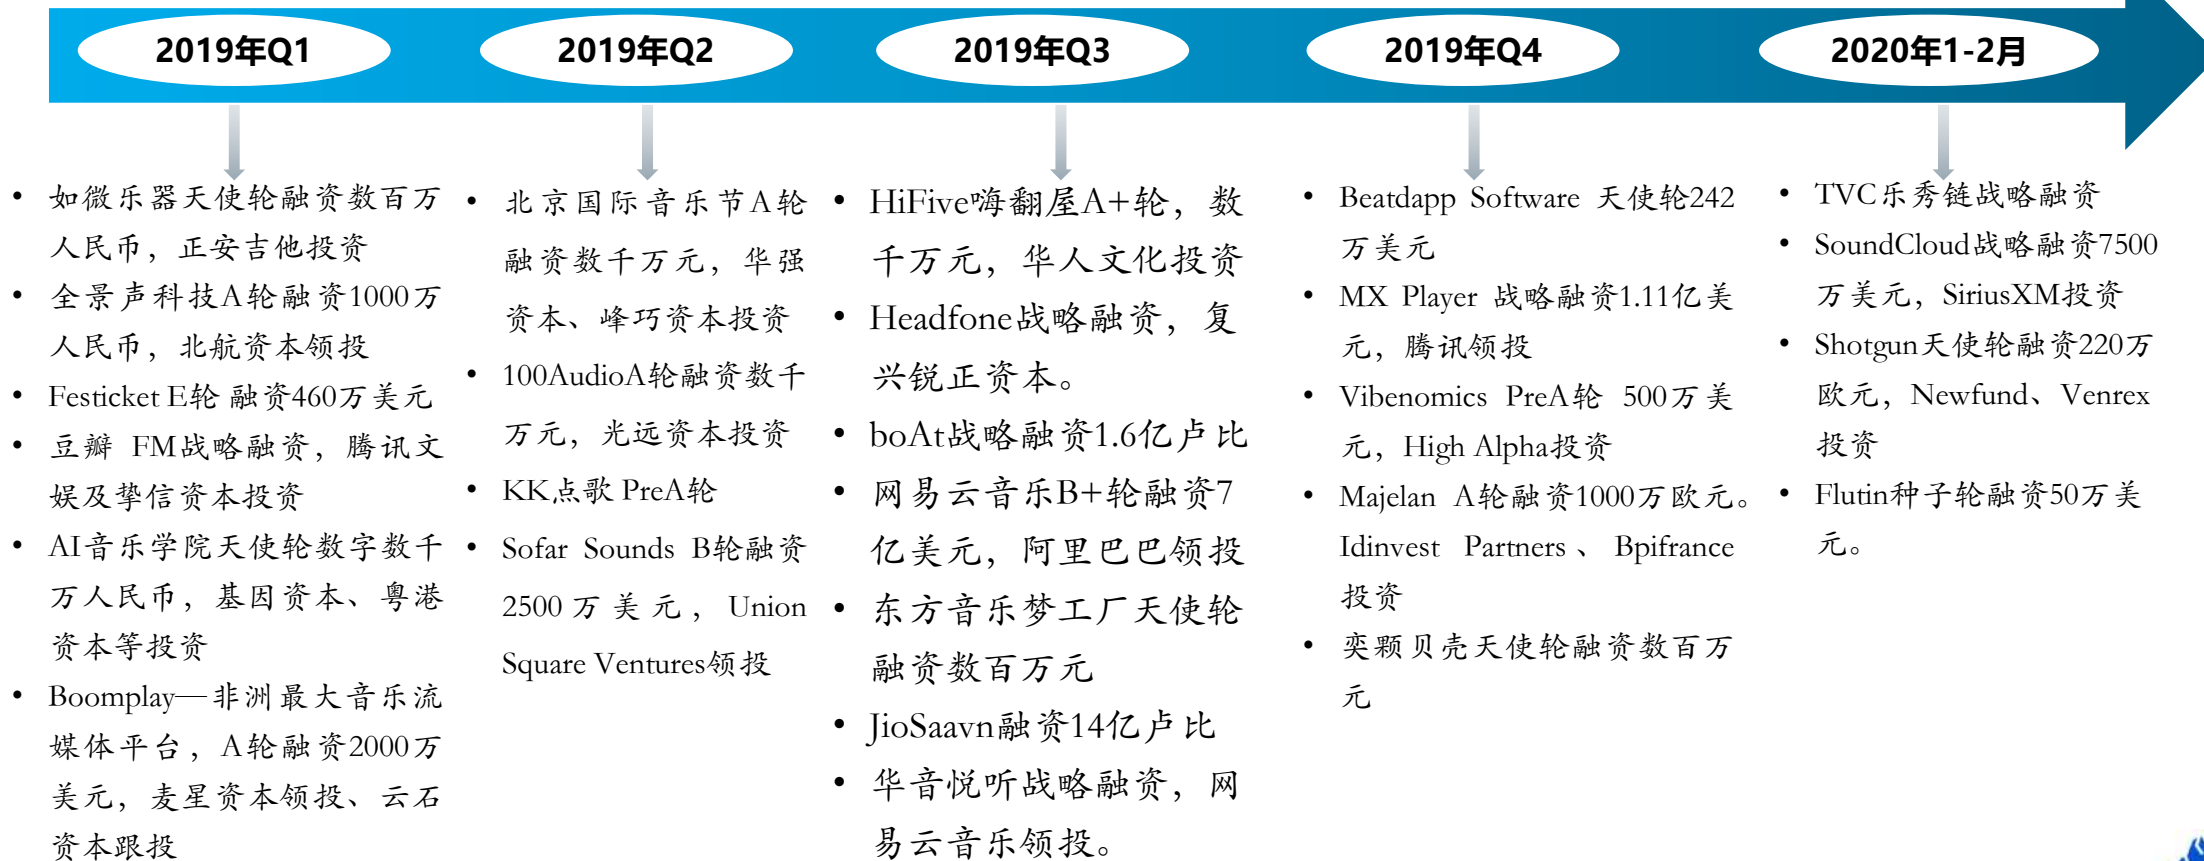 2019年Q1
2019年Q2
2019年Q3
2019年Q4
2020年1-2月
• 如微乐器天使轮融资数百万
人民币，正安吉他投资
• 全景声科技A轮融资1000万
人民币，北航资本领投
• Festicket E轮 融资460万美元
• 豆瓣 FM战略融资，腾讯文
娱及挚信资本投资
• AI音乐学院天使轮数字数千
万人民币，基因资本、粤港
资本等投资
• Boomplay—非洲最大音乐流
媒体平台，A轮融资2000万
美元，麦星资本领投、云石
资本跟投
• 北京国际音乐节A轮
融资数千万元，华强
资本、峰巧资本投资
• 100AudioA轮融资数千
万元，光远资本投资
• KK点歌 PreA轮
• Sofar Sounds B轮融资
2500万美元，Union
Square Ventures领投
• HiFive嗨翻屋A+轮，数
千万元，华人文化投资
• Headfone战略融资，复
兴锐正资本。
• boAt战略融资1.6亿卢比
• 网易云音乐B+轮融资7
亿美元，阿里巴巴领投
• 东方音乐梦工厂天使轮
融资数百万元
• JioSaavn融资14亿卢比
• 华音悦听战略融资，网
易云音乐领投。
• Beatdapp Software 天使轮242
万美元
• MX Player 战略融资1.11亿美
元，腾讯领投
• Vibenomics PreA轮 500万美
元，High Alpha投资
• Majelan A轮融资1000万欧元。
Idinvest Partners、Bpifrance
投资
• 奕颗贝壳天使轮融资数百万
元
• TVC乐秀链战略融资
• SoundCloud战略融资7500
万美元，SiriusXM投资
• Shotgun天使轮融资220万
欧元，Newfund、Venrex
投资
• Flutin种子轮融资50万美
元。